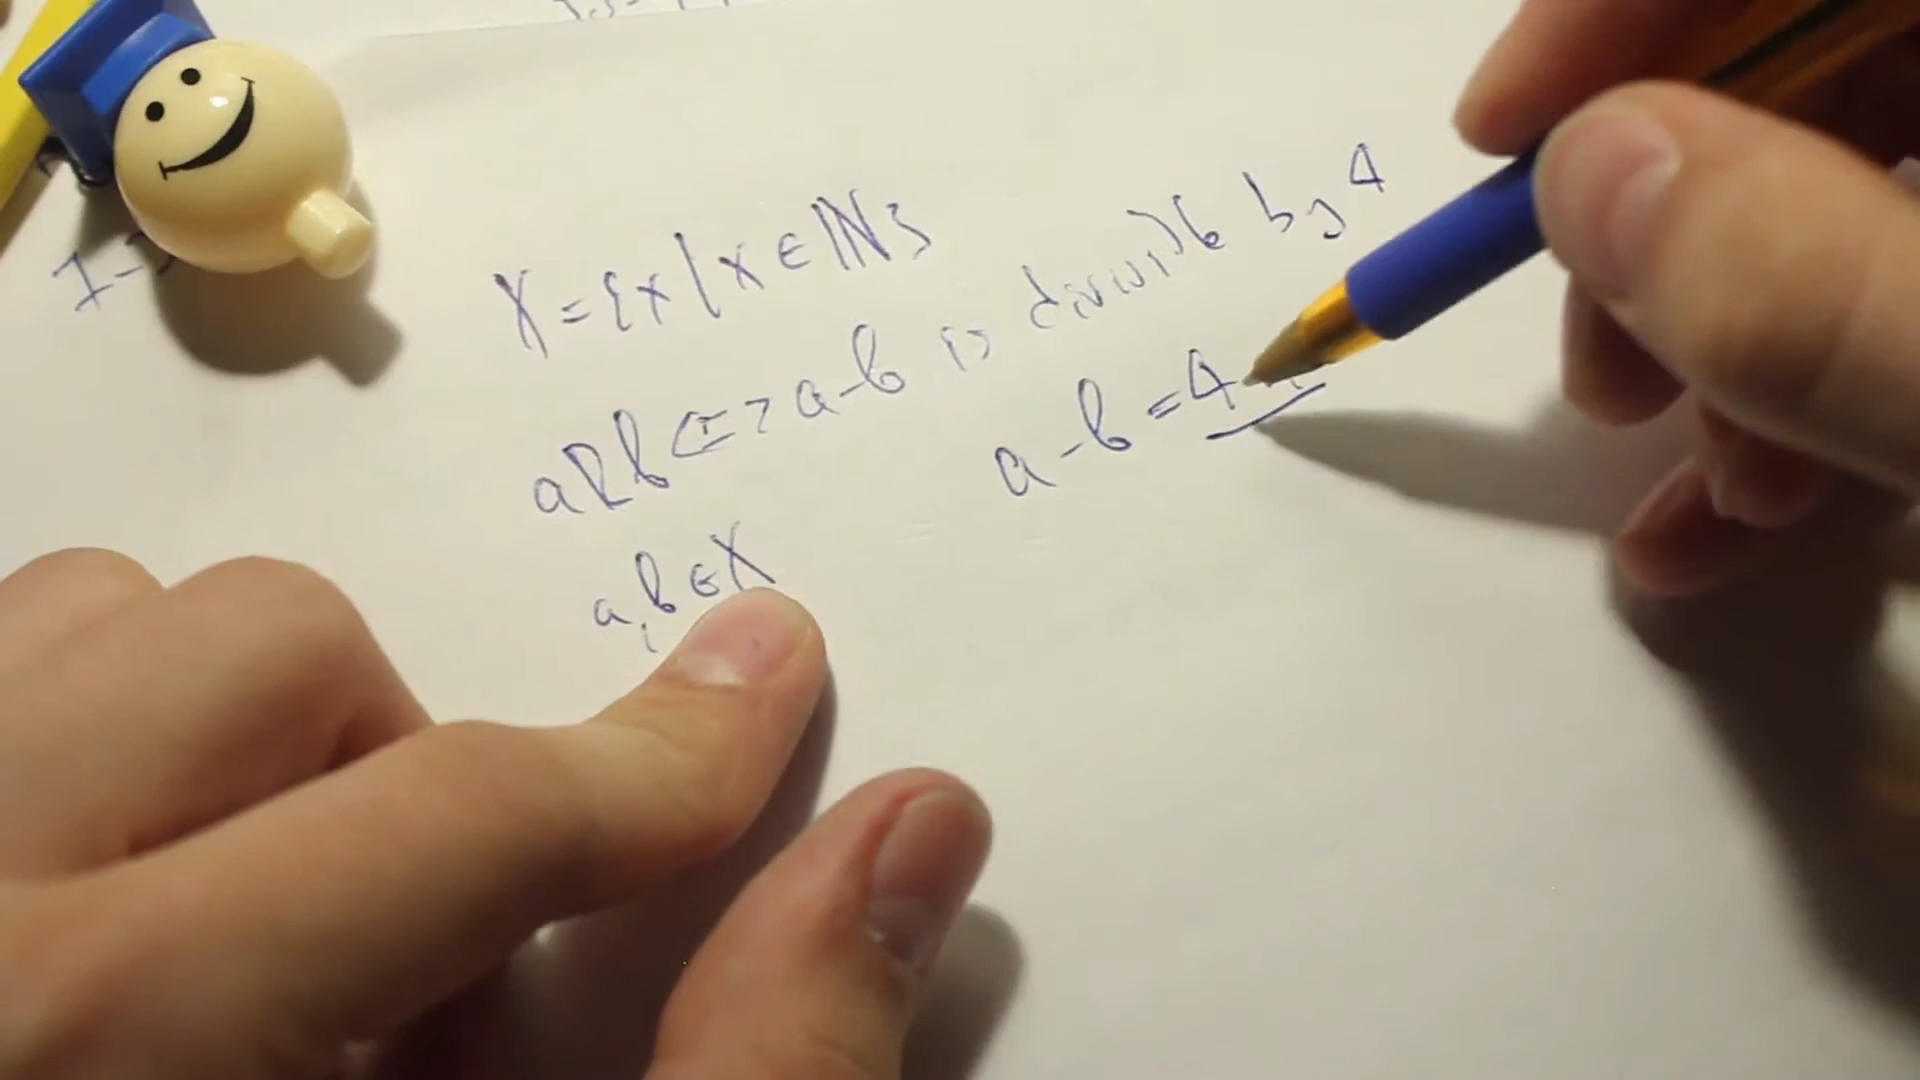 X = {x | x ∈ ℕ}
aRb <=> a-b is divisible by 4
a-b = 4
a, b ∈ X